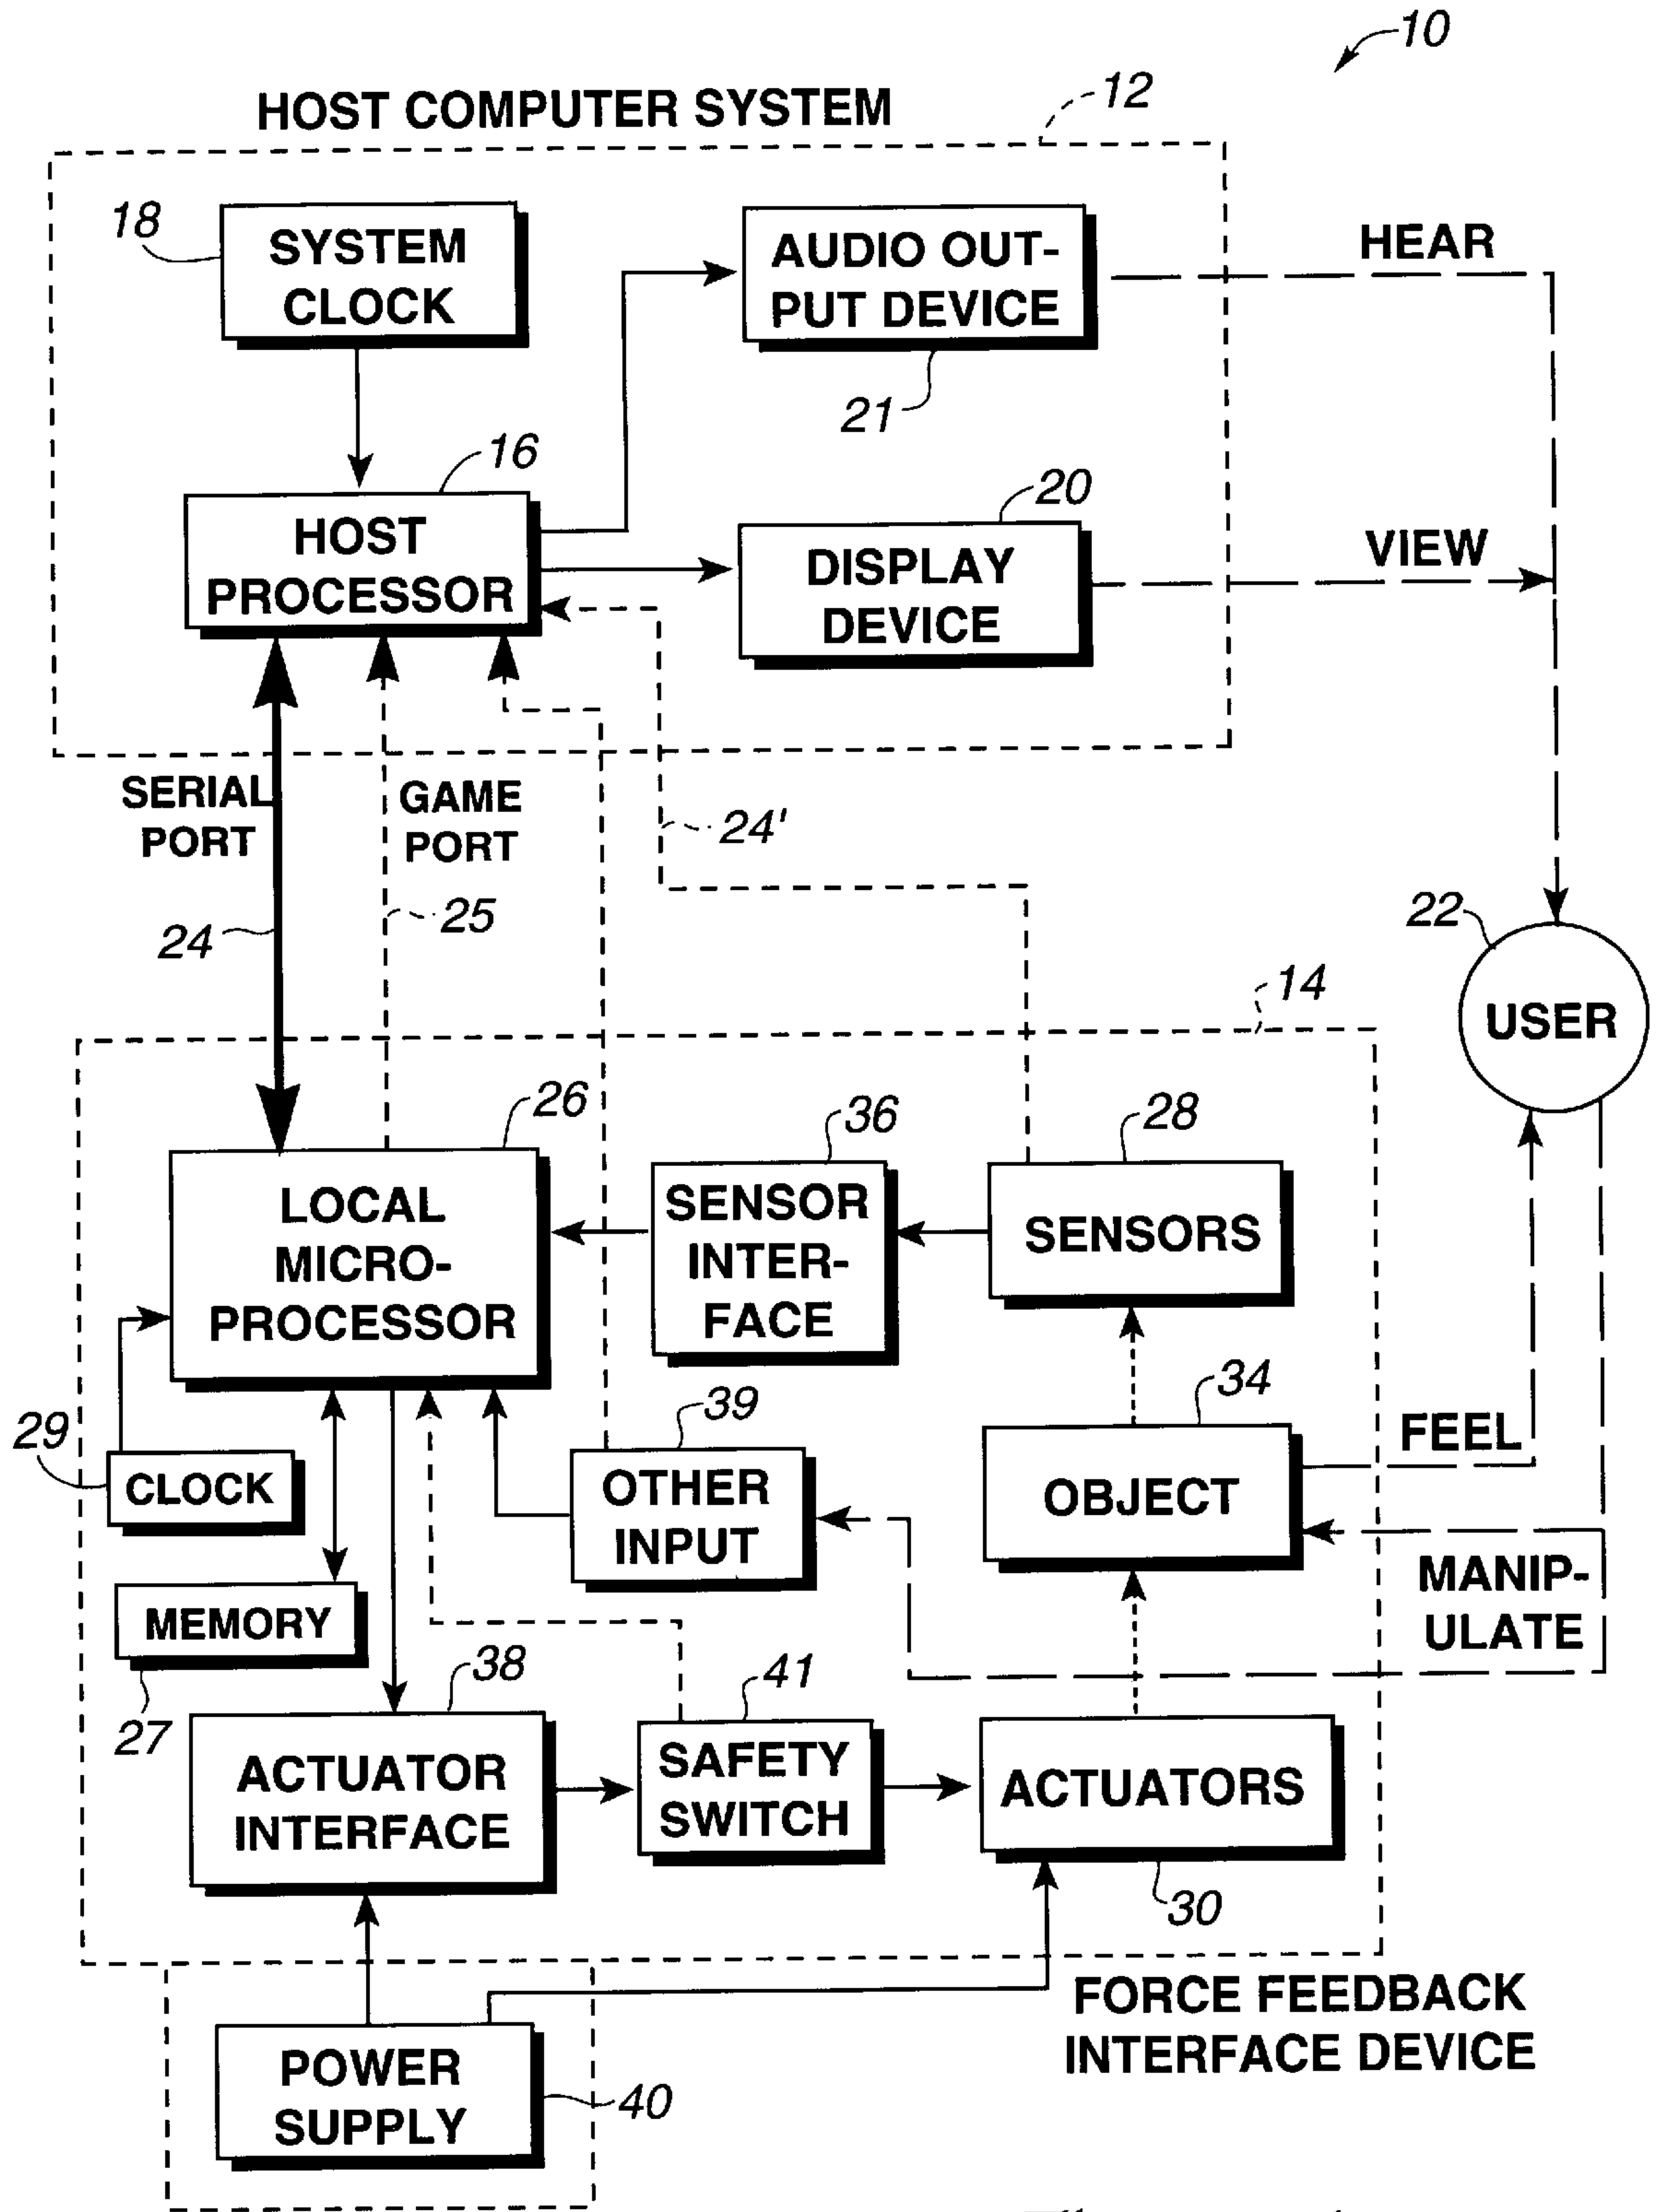 10
HOST COMPUTER SYSTEM
12
18
SYSTEM
CLOCK
AUDIO OUT-
PUT DEVICE
21
HEAR
16
HOST
PROCESSOR
20
DISPLAY
DEVICE
VIEW
SERIAL
PORT
GAME
PORT
24'
24
25
22
USER
14
26
LOCAL
MICRO-
PROCESSOR
36
SENSOR
INTER-
FACE
28
SENSORS
29
CLOCK
39
OTHER
INPUT
34
OBJECT
FEEL
MANIP-
ULATE
MEMORY
27
38
ACTUATOR
INTERFACE
41
SAFETY
SWITCH
ACTUATORS
30
FORCE FEEDBACK
INTERFACE DEVICE
POWER
SUPPLY
40